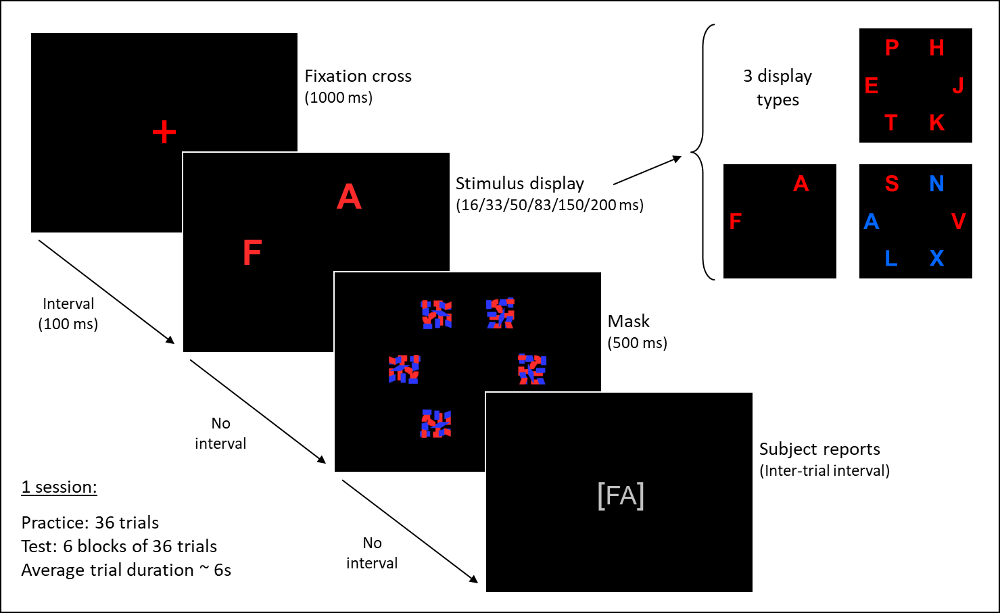 Fixation cross
(1000 ms)
A
F
Stimulus display
(16/33/50/83/150/200 ms)
3 display
types
P H
E J
T K
A
F
S N
A V
L X
Interval
(100 ms)
Mask
(500 ms)
No
interval
Subject reports
(Inter-trial interval)
[FA]
No
interval
1 session:
Practice: 36 trials
Test: 6 blocks of 36 trials
Average trial duration ~ 6s